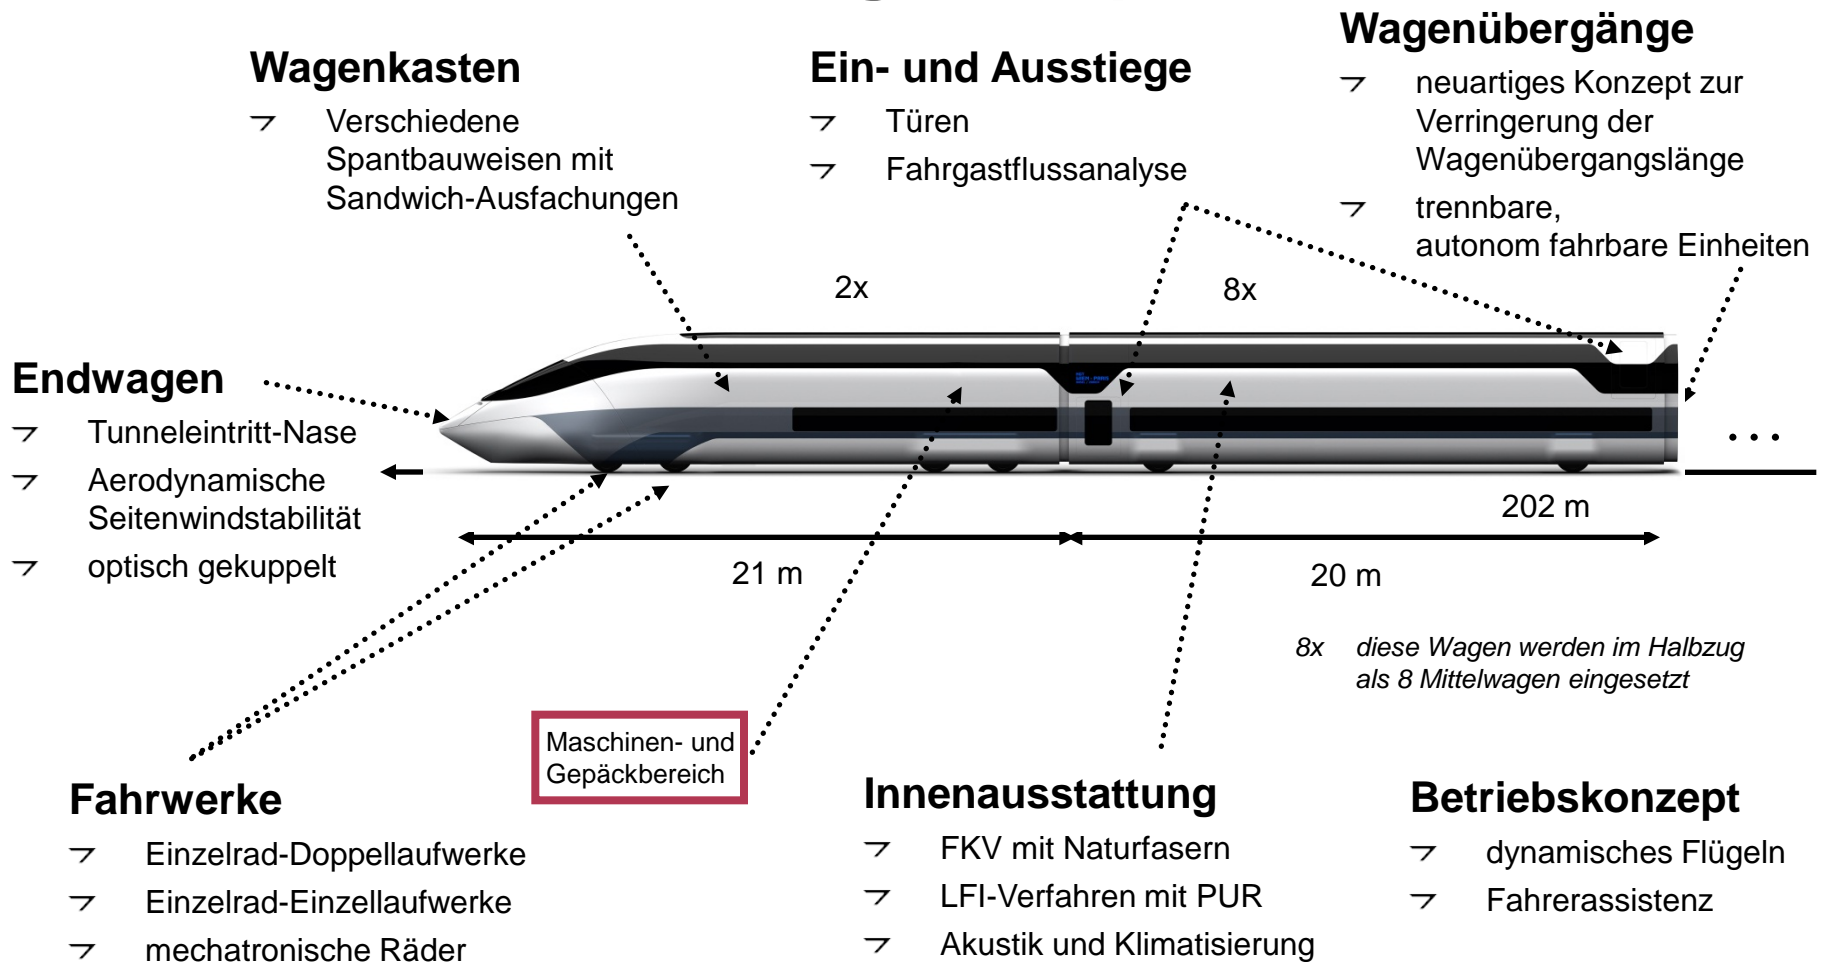 Wagenkasten
Verschiedene
Spantbauweisen mit
Sandwich-Ausfachungen
Ein- und Ausstiege
Türen
Fahrgastflussanalyse
Wagenübergänge
neuartiges Konzept zur
Verringerung der
Wagenübergangslänge
trennbare,
autonom fahrbare Einheiten
2x
8x
Endwagen
Tunneleintritt-Nase
Aerodynamische
Seitenwindstabilität
optisch gekuppelt
...
202 m
21 m
20 m
8x diese Wagen werden im Halbzug
als 8 Mittelwagen eingesetzt
Maschinen- und
Gepäckbereich
Fahrwerke
Einzelrad-Doppellaufwerke
Einzelrad-Einzellaufwerke
mechatronische Räder
Innenausstattung
FKV mit Naturfasern
LFI-Verfahren mit PUR
Akustik und Klimatisierung
Betriebskonzept
dynamisches Flügeln
Fahrerassistenz